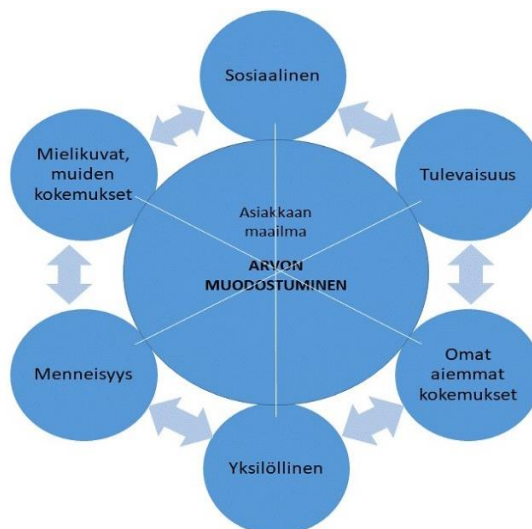 Sosiaalinen
Mielikuvat,
muiden
kokemukset
Tulevaisuus
Asiakkaan
maailma
ARVON
MUODOSTUMINEN
Menneisyys
Omat
aiemmat
kokemukset
Yksilöllinen